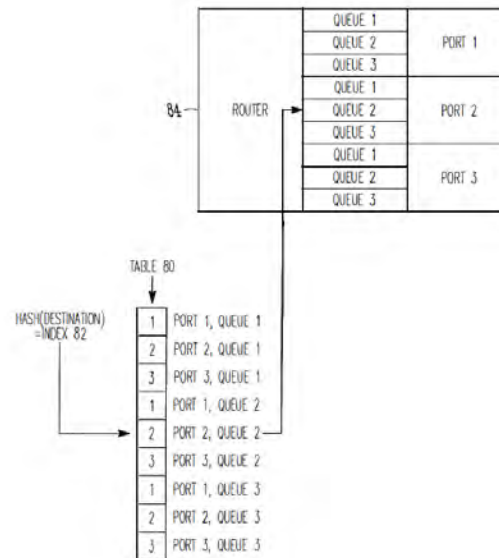 QUEUE 1
QUEUE 2
QUEUE 3
PORT 1
QUEUE 1
84
ROUTER
QUEUE 2
PORT 2
QUEUE 3
QUEUE 1
QUEUE 2
PORT 3
QUEUE 3
TABLE 80
HASH(DESTINATION)
=INDEX 82
1 PORT 1, QUEUE 1
2 PORT 2, QUEUE 1
3 PORT 3, QUEUE 1
1 PORT 1, QUEUE 2
2 PORT 2, QUEUE 2
3 PORT 3, QUEUE 2
1 PORT 1, QUEUE 3
2 PORT 2, QUEUE 3
3 PORT 3, QUEUE 3